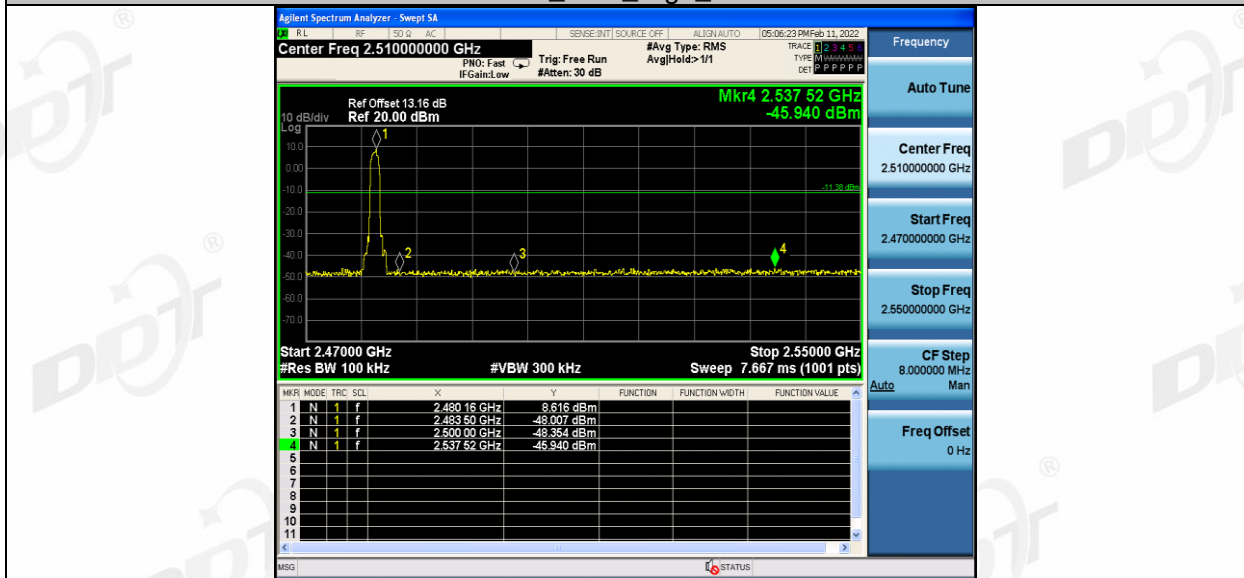 Agilent Spectrum Analyzer - Swept SA
RL RF 50 Ω AC SENSE:INT SOURCE OFF ALIGN AUTO 05:06:23 PM Feb 11, 2022
Center Freq 2.510000000 GHz #Avg Type: RMS TRACE 1 2 3 4 5 6
PNO: Fast Trig: Free Run Avg|Hold:>1/1 TYPE M
IFGain:Low #Atten: 30 dB DET P P P P P P
Frequency
Auto Tune
Center Freq
2.510000000 GHz
Start Freq
2.470000000 GHz
Stop Freq
2.550000000 GHz
CF Step
8.000000 MHz
Auto Man
Freq Offset
0 Hz
Mkr4 2.537 52 GHz
Ref Offset 13.16 dB
10 dB/div Ref 20.00 dBm -45.940 dBm
Log
10.0
0.00
-10.0
-20.0
-30.0
-40.0
-50.0
-60.0
-70.0
1
2
3
4
-11.38 dBm
Start 2.47000 GHz Stop 2.55000 GHz
#Res BW 100 kHz #VBW 300 kHz Sweep 7.667 ms (1001 pts)
MKR MODE TRC SCL X Y FUNCTION FUNCTION WIDTH FUNCTION VALUE
1 N 1 f 2.480 16 GHz 8.616 dBm
2 N 1 f 2.483 50 GHz -48.007 dBm
3 N 1 f 2.500 00 GHz -48.354 dBm
4 N 1 f 2.537 52 GHz -45.940 dBm
5
6
7
8
9
10
11
MSG STATUS
DDT
®